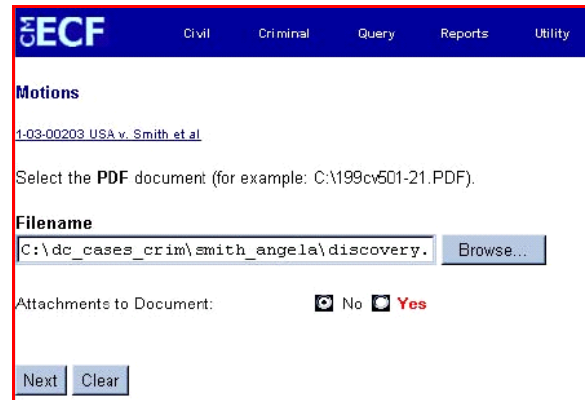 CM ECF Civil Criminal Query Reports Utility
Motions
1-03-00203 USA v. Smith et al
Select the PDF document (for example: C:\199cv501-21.PDF).
Filename
C:\dc_cases_crim\smith_angela\discovery. Browse...
Attachments to Document: No Yes
Next Clear